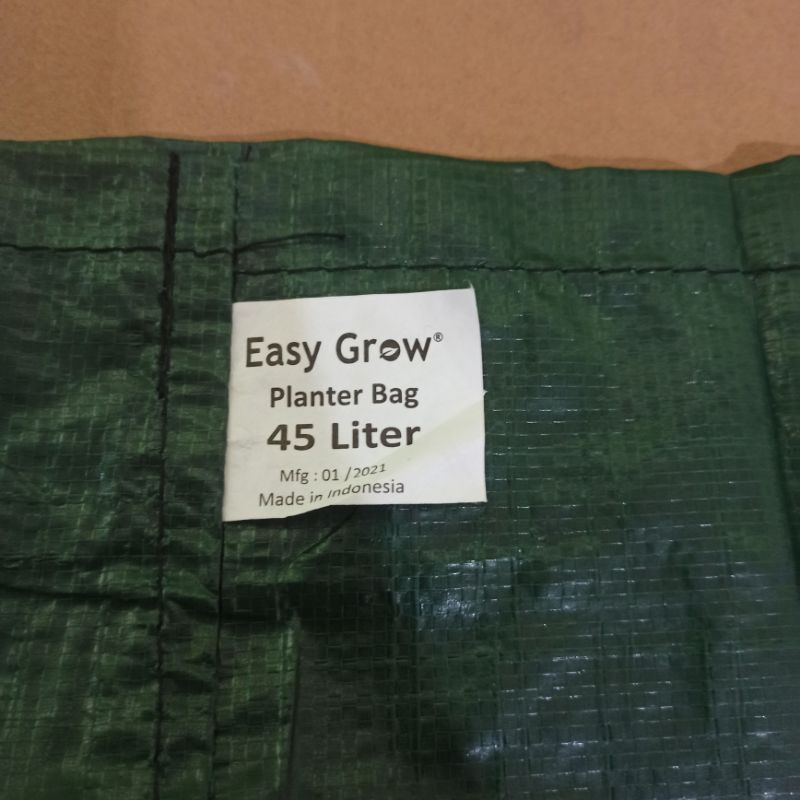 Easy Grow®
Planter Bag
45 Liter
Mfg : 01 /2021
Made in Indonesia